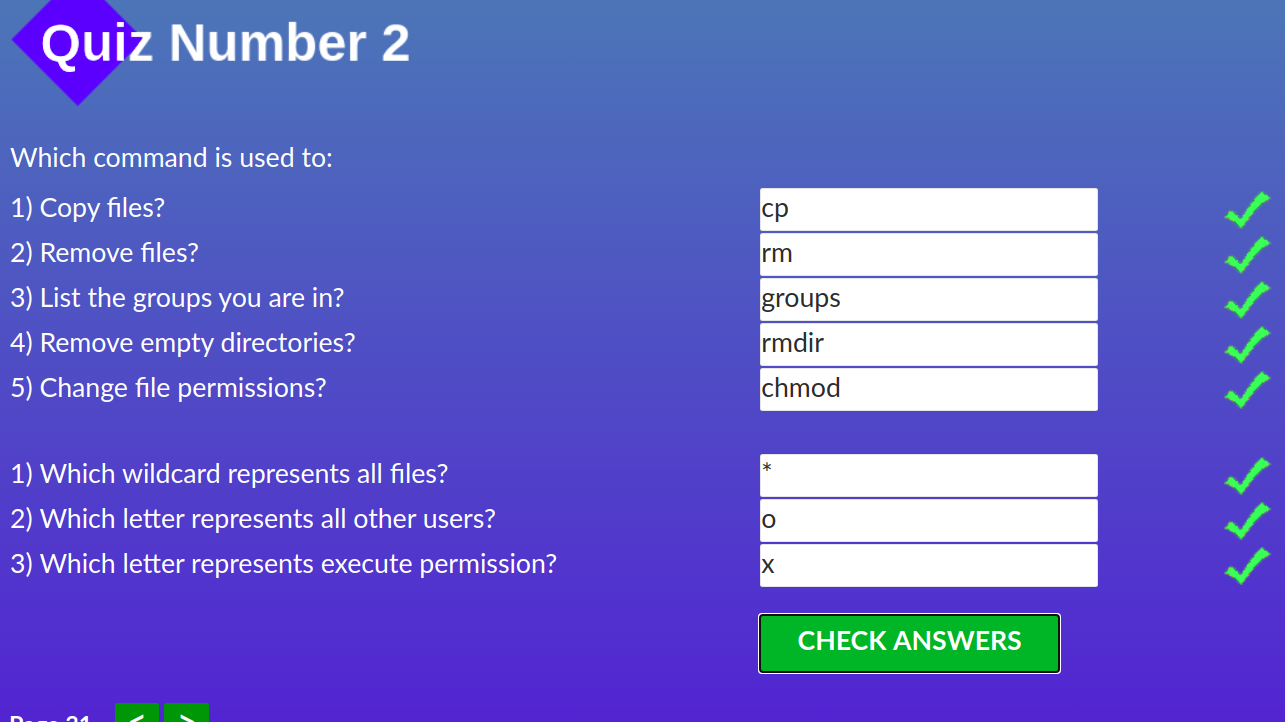 Quiz Number 2
Which command is used to:
1) Copy files? cp
2) Remove files? rm
3) List the groups you are in? groups
4) Remove empty directories? rmdir
5) Change file permissions? chmod
1) Which wildcard represents all files? *
2) Which letter represents all other users? o
3) Which letter represents execute permission? x
CHECK ANSWERS
Page 21 < >